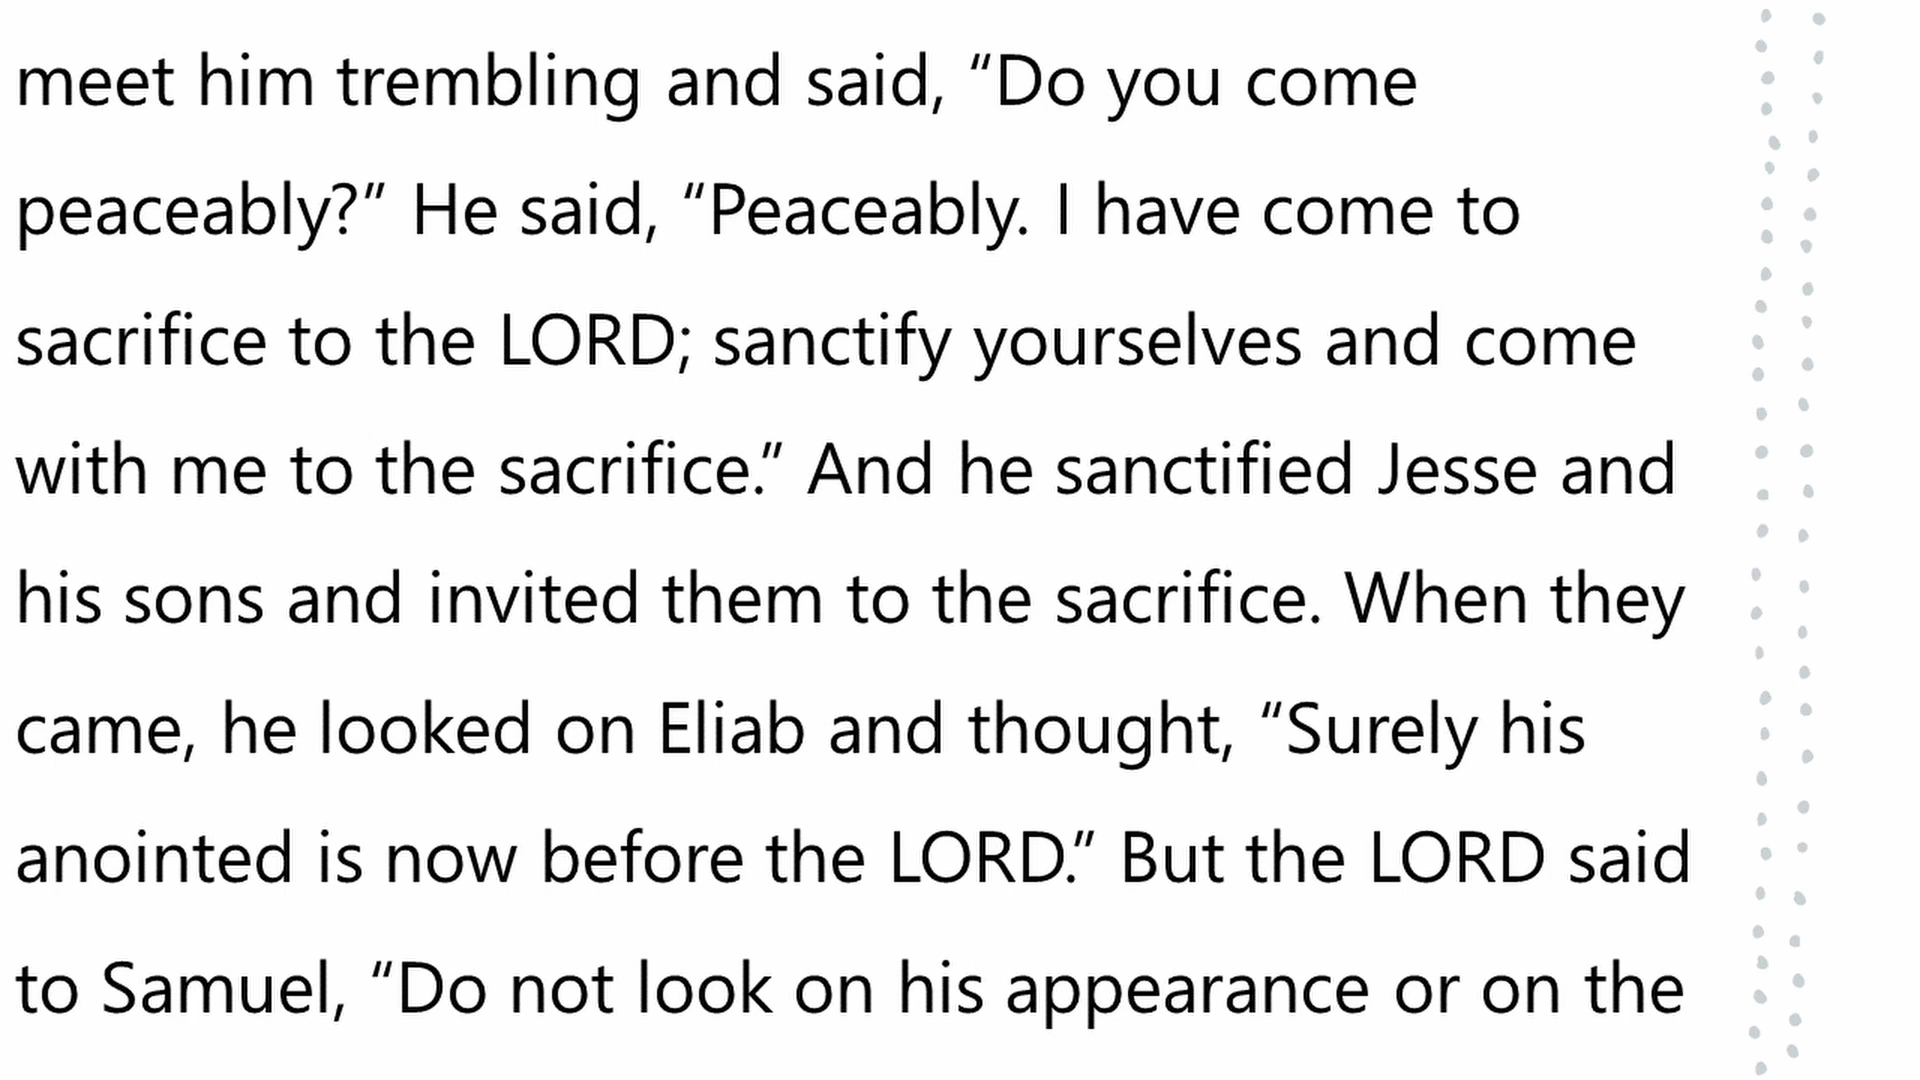 meet him trembling and said, “Do you come
peaceably?” He said, “Peaceably. I have come to
sacrifice to the LORD; sanctify yourselves and come
with me to the sacrifice.” And he sanctified Jesse and
his sons and invited them to the sacrifice. When they
came, he looked on Eliab and thought, “Surely his
anointed is now before the LORD.” But the LORD said
to Samuel, “Do not look on his appearance or on the